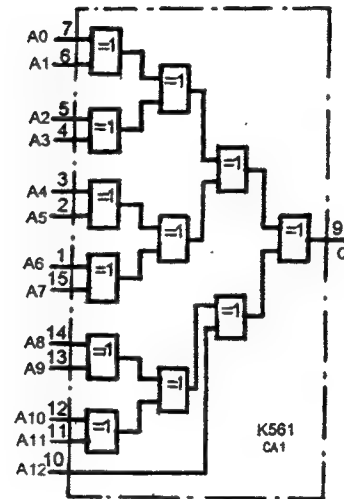 A0 7
A1 6
=1
=1
A2 5
A3 4
=1
=1
A4 3
A5 2
=1
=1
9
=1
A6 1
A7 15
=1
A8 14
A9 13
=1
=1
=1
A10 12
A11 11
=1
A12 10
K561
CA1